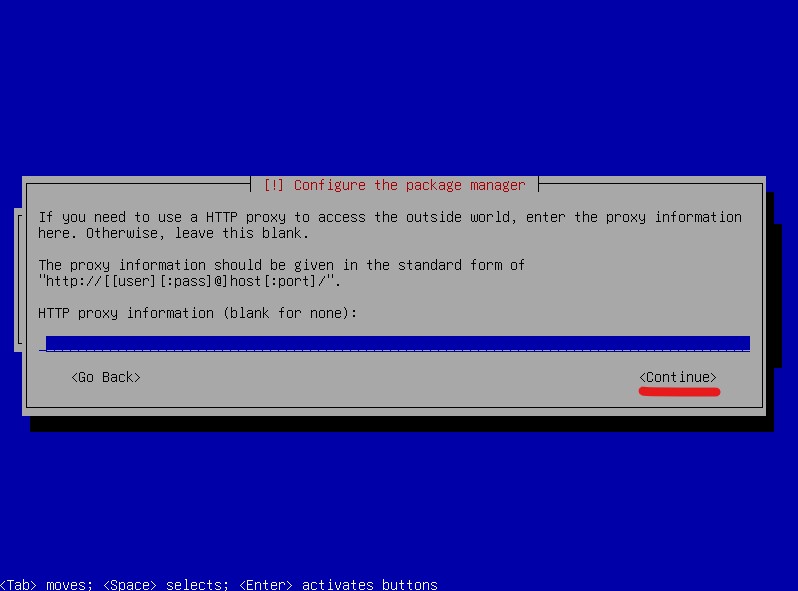 [!] Configure the package manager
If you need to use a HTTP proxy to access the outside world, enter the proxy information
here. Otherwise, leave this blank.
The proxy information should be given in the standard form of
"http://[[user][:pass]@]host[:port]/".
HTTP proxy information (blank for none):
<Go Back> <Continue>
<Tab> moves; <Space> selects; <Enter> activates buttons